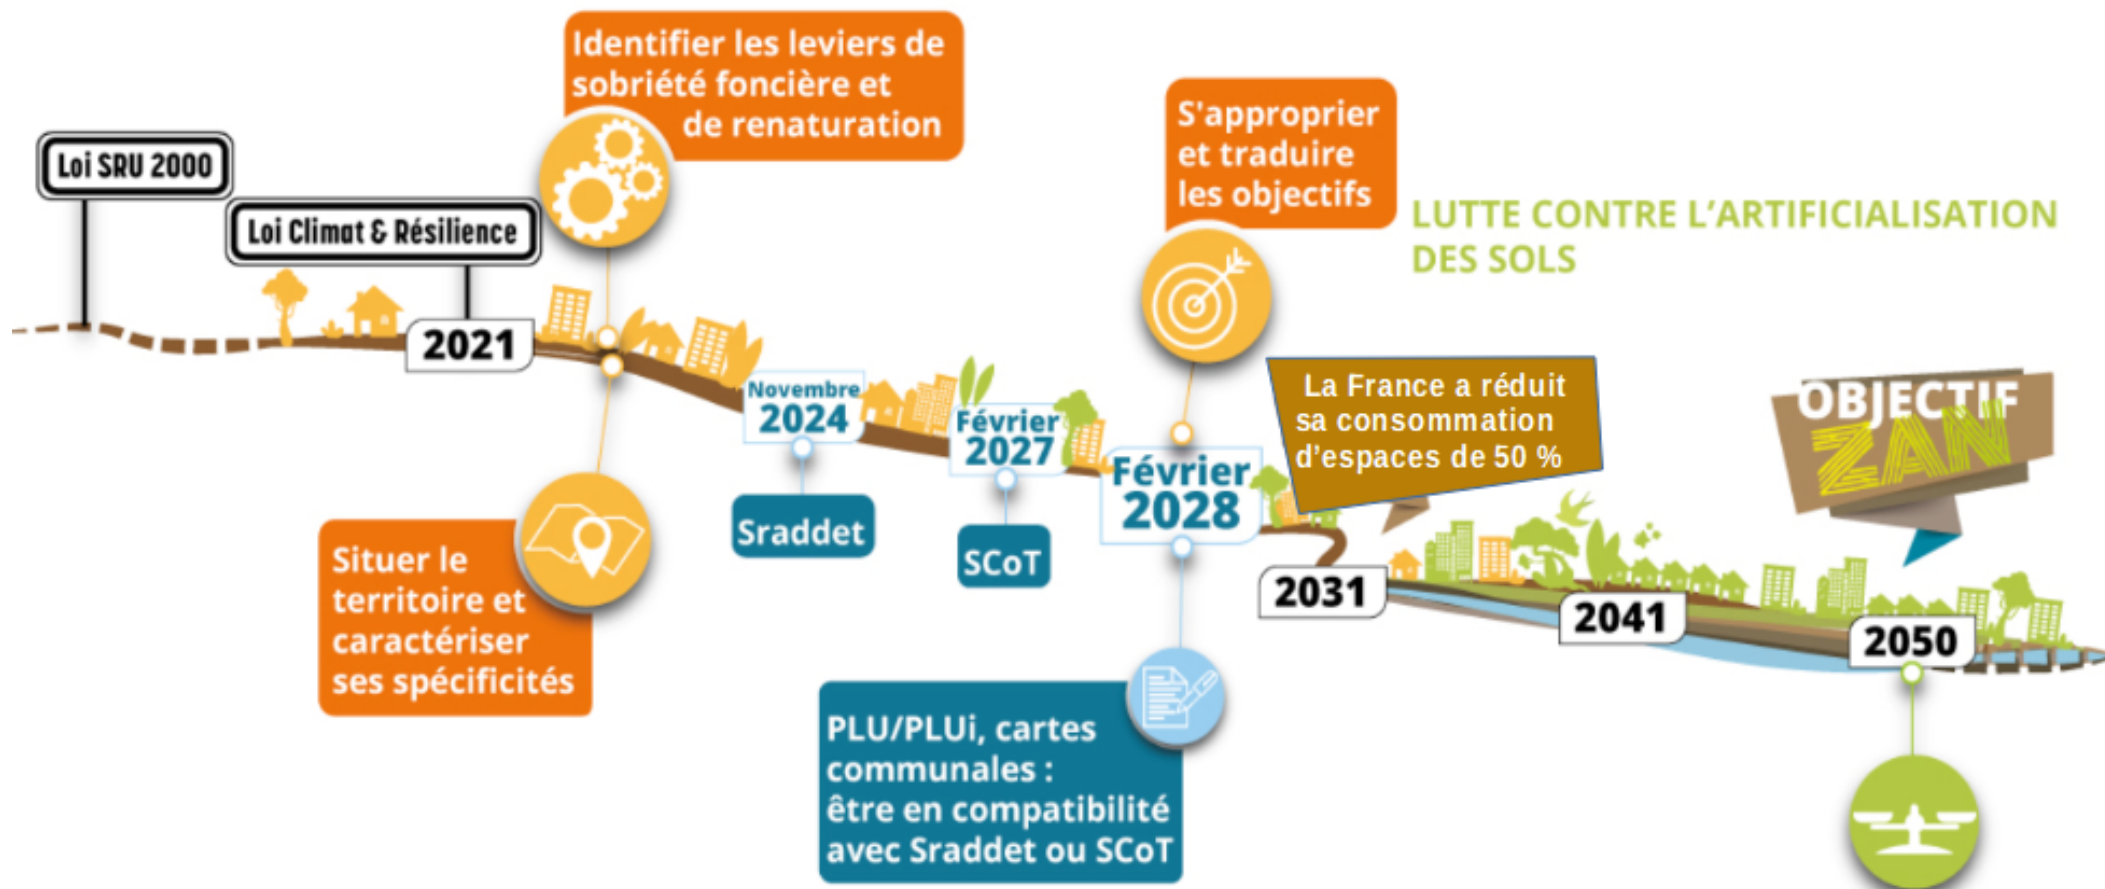 Loi SRU 2000
Loi Climat & Résilience
2021
Identifier les leviers de
sobriété foncière et
de renaturation
Situer le
territoire et
caractériser
ses spécificités
Novembre
2024
Sraddet
Février
2027
SCoT
S'approprier
et traduire
les objectifs
Février
2028
PLU/PLUi, cartes
communales :
être en compatibilité
avec Sraddet ou SCoT
LUTTE CONTRE L'ARTIFICIALISATION
DES SOLS
La France a réduit
sa consommation
d'espaces de 50 %
2031
2041
OBJECTIF
ZAN
2050